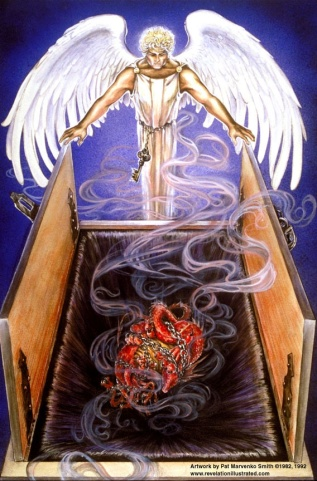 Artwork by Pat Marvenko Smith ©1982, 1992
www.revelationillustrated.com